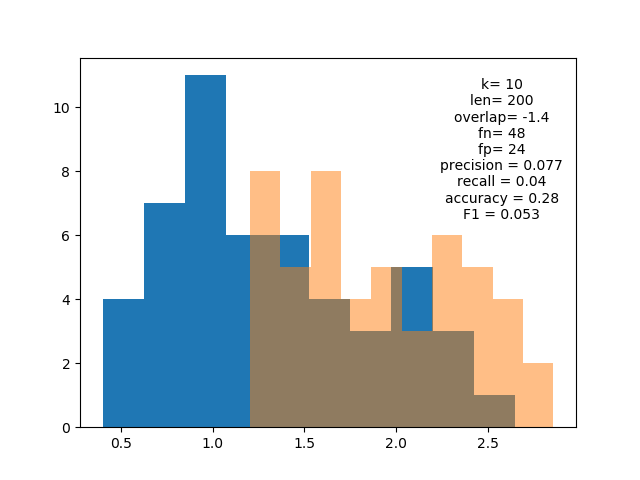 k= 10
len= 200
overlap= -1.4
fn= 48
fp= 24
precision = 0.077
recall = 0.04
accuracy = 0.28
F1 = 0.053
10
8
6
4
2
0
0.5 1.0 1.5 2.0 2.5